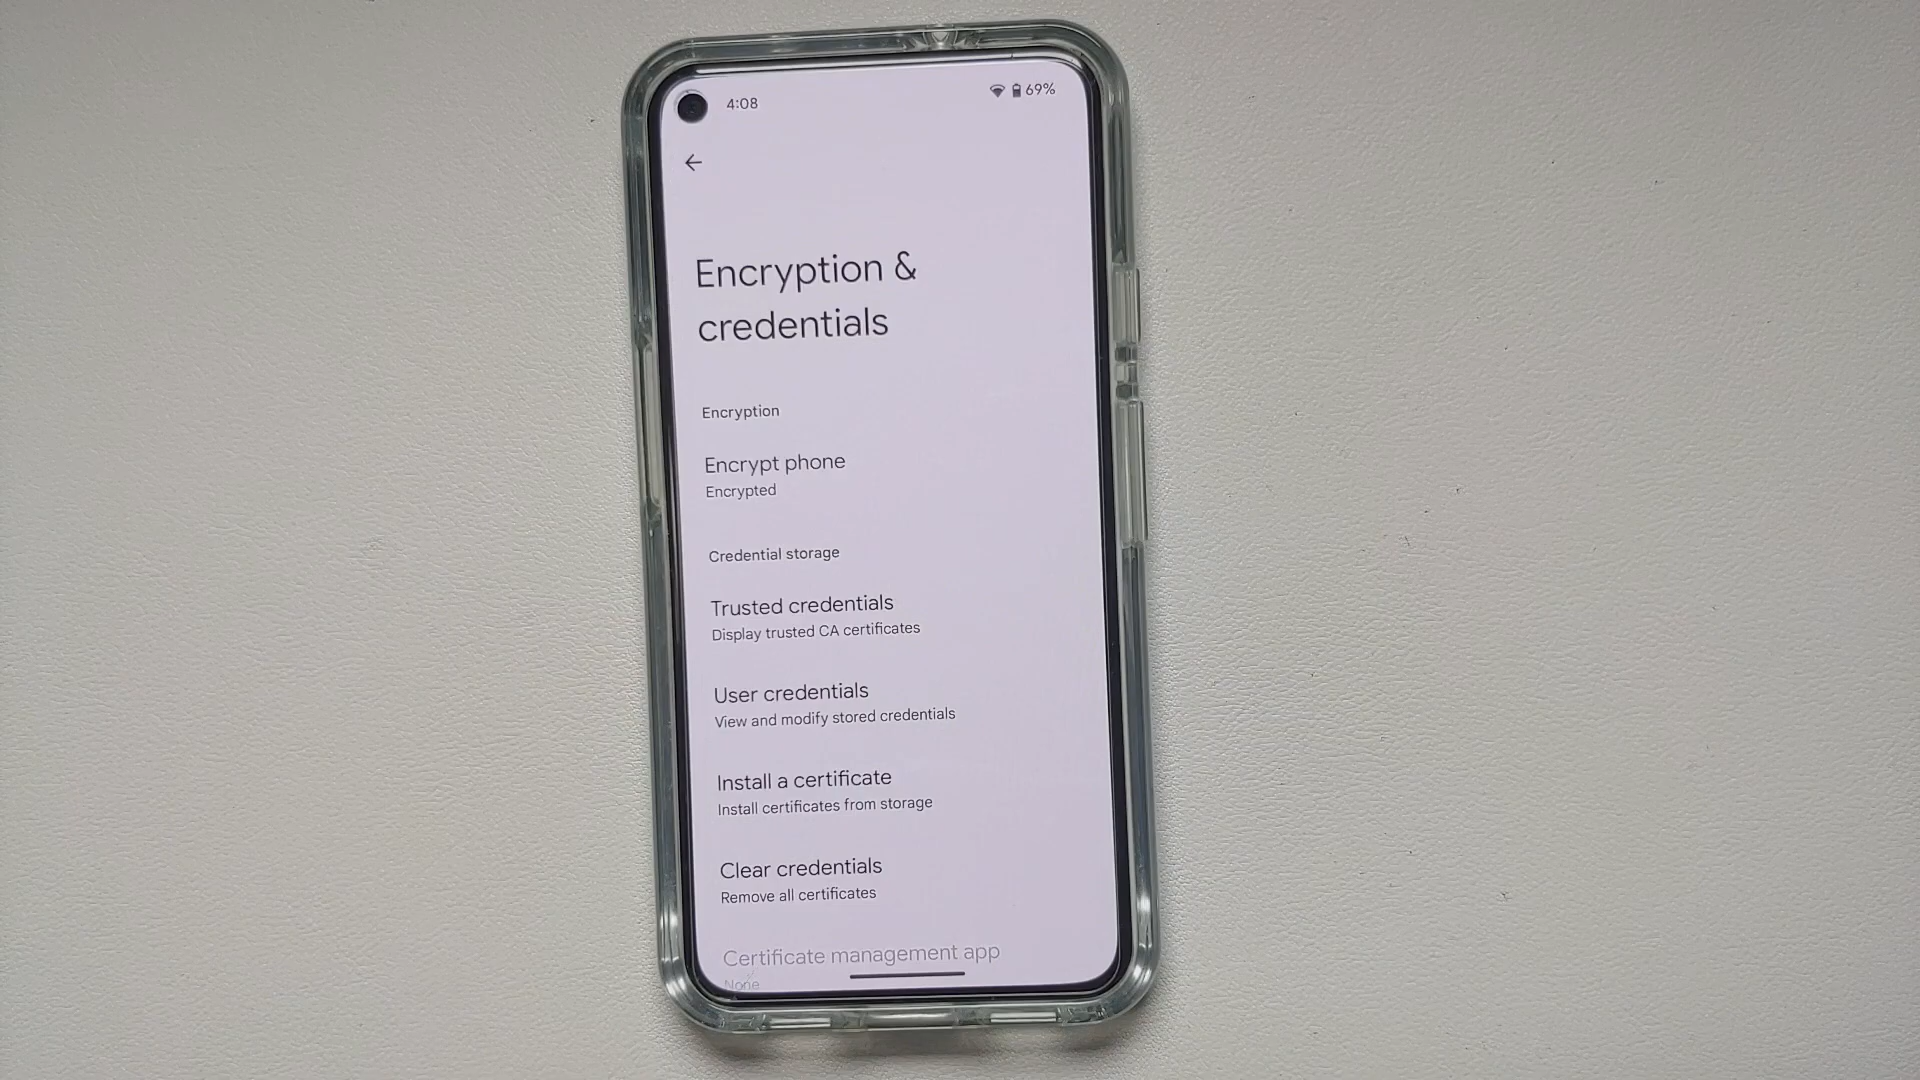 4:08
69%
Encryption &
credentials
Encryption
Encrypt phone
Encrypted
Credential storage
Trusted credentials
Display trusted CA certificates
User credentials
View and modify stored credentials
Install a certificate
Install certificates from storage
Clear credentials
Remove all certificates
Certificate management app
None